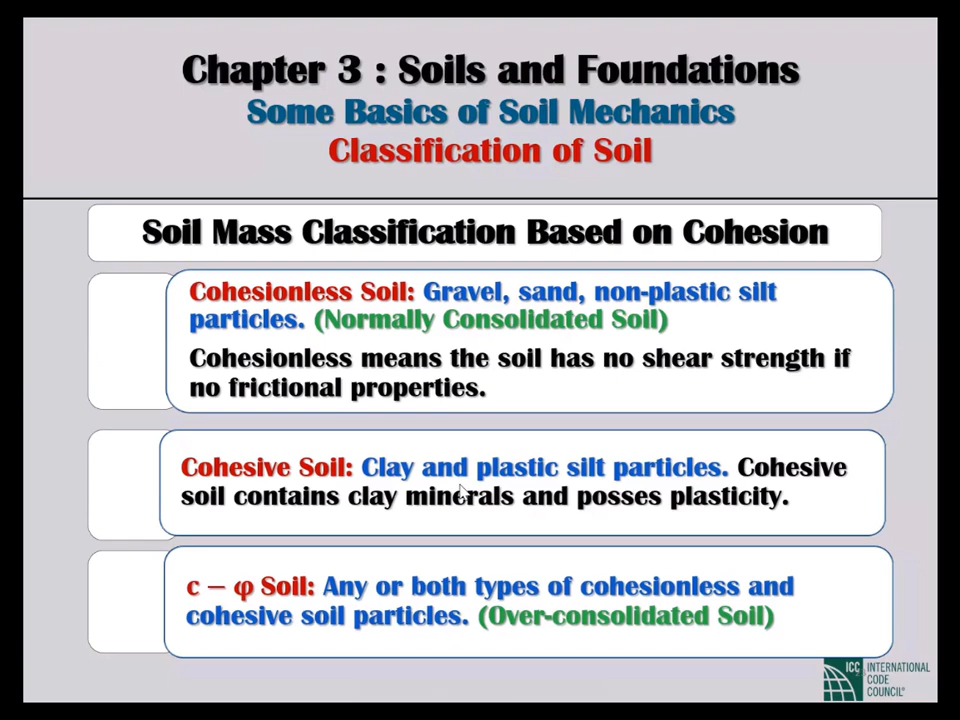 Chapter 3 : Soils and Foundations
Some Basics of Soil Mechanics
Classification of Soil
Soil Mass Classification Based on Cohesion
Cohesionless Soil: Gravel, sand, non-plastic silt
particles. (Normally Consolidated Soil)
Cohesionless means the soil has no shear strength if
no frictional properties.
Cohesive Soil: Clay and plastic silt particles. Cohesive
soil contains clay minerals and posses plasticity.
c – φ Soil: Any or both types of cohesionless and
cohesive soil particles. (Over-consolidated Soil)
ICC INTERNATIONAL
CODE
COUNCIL®